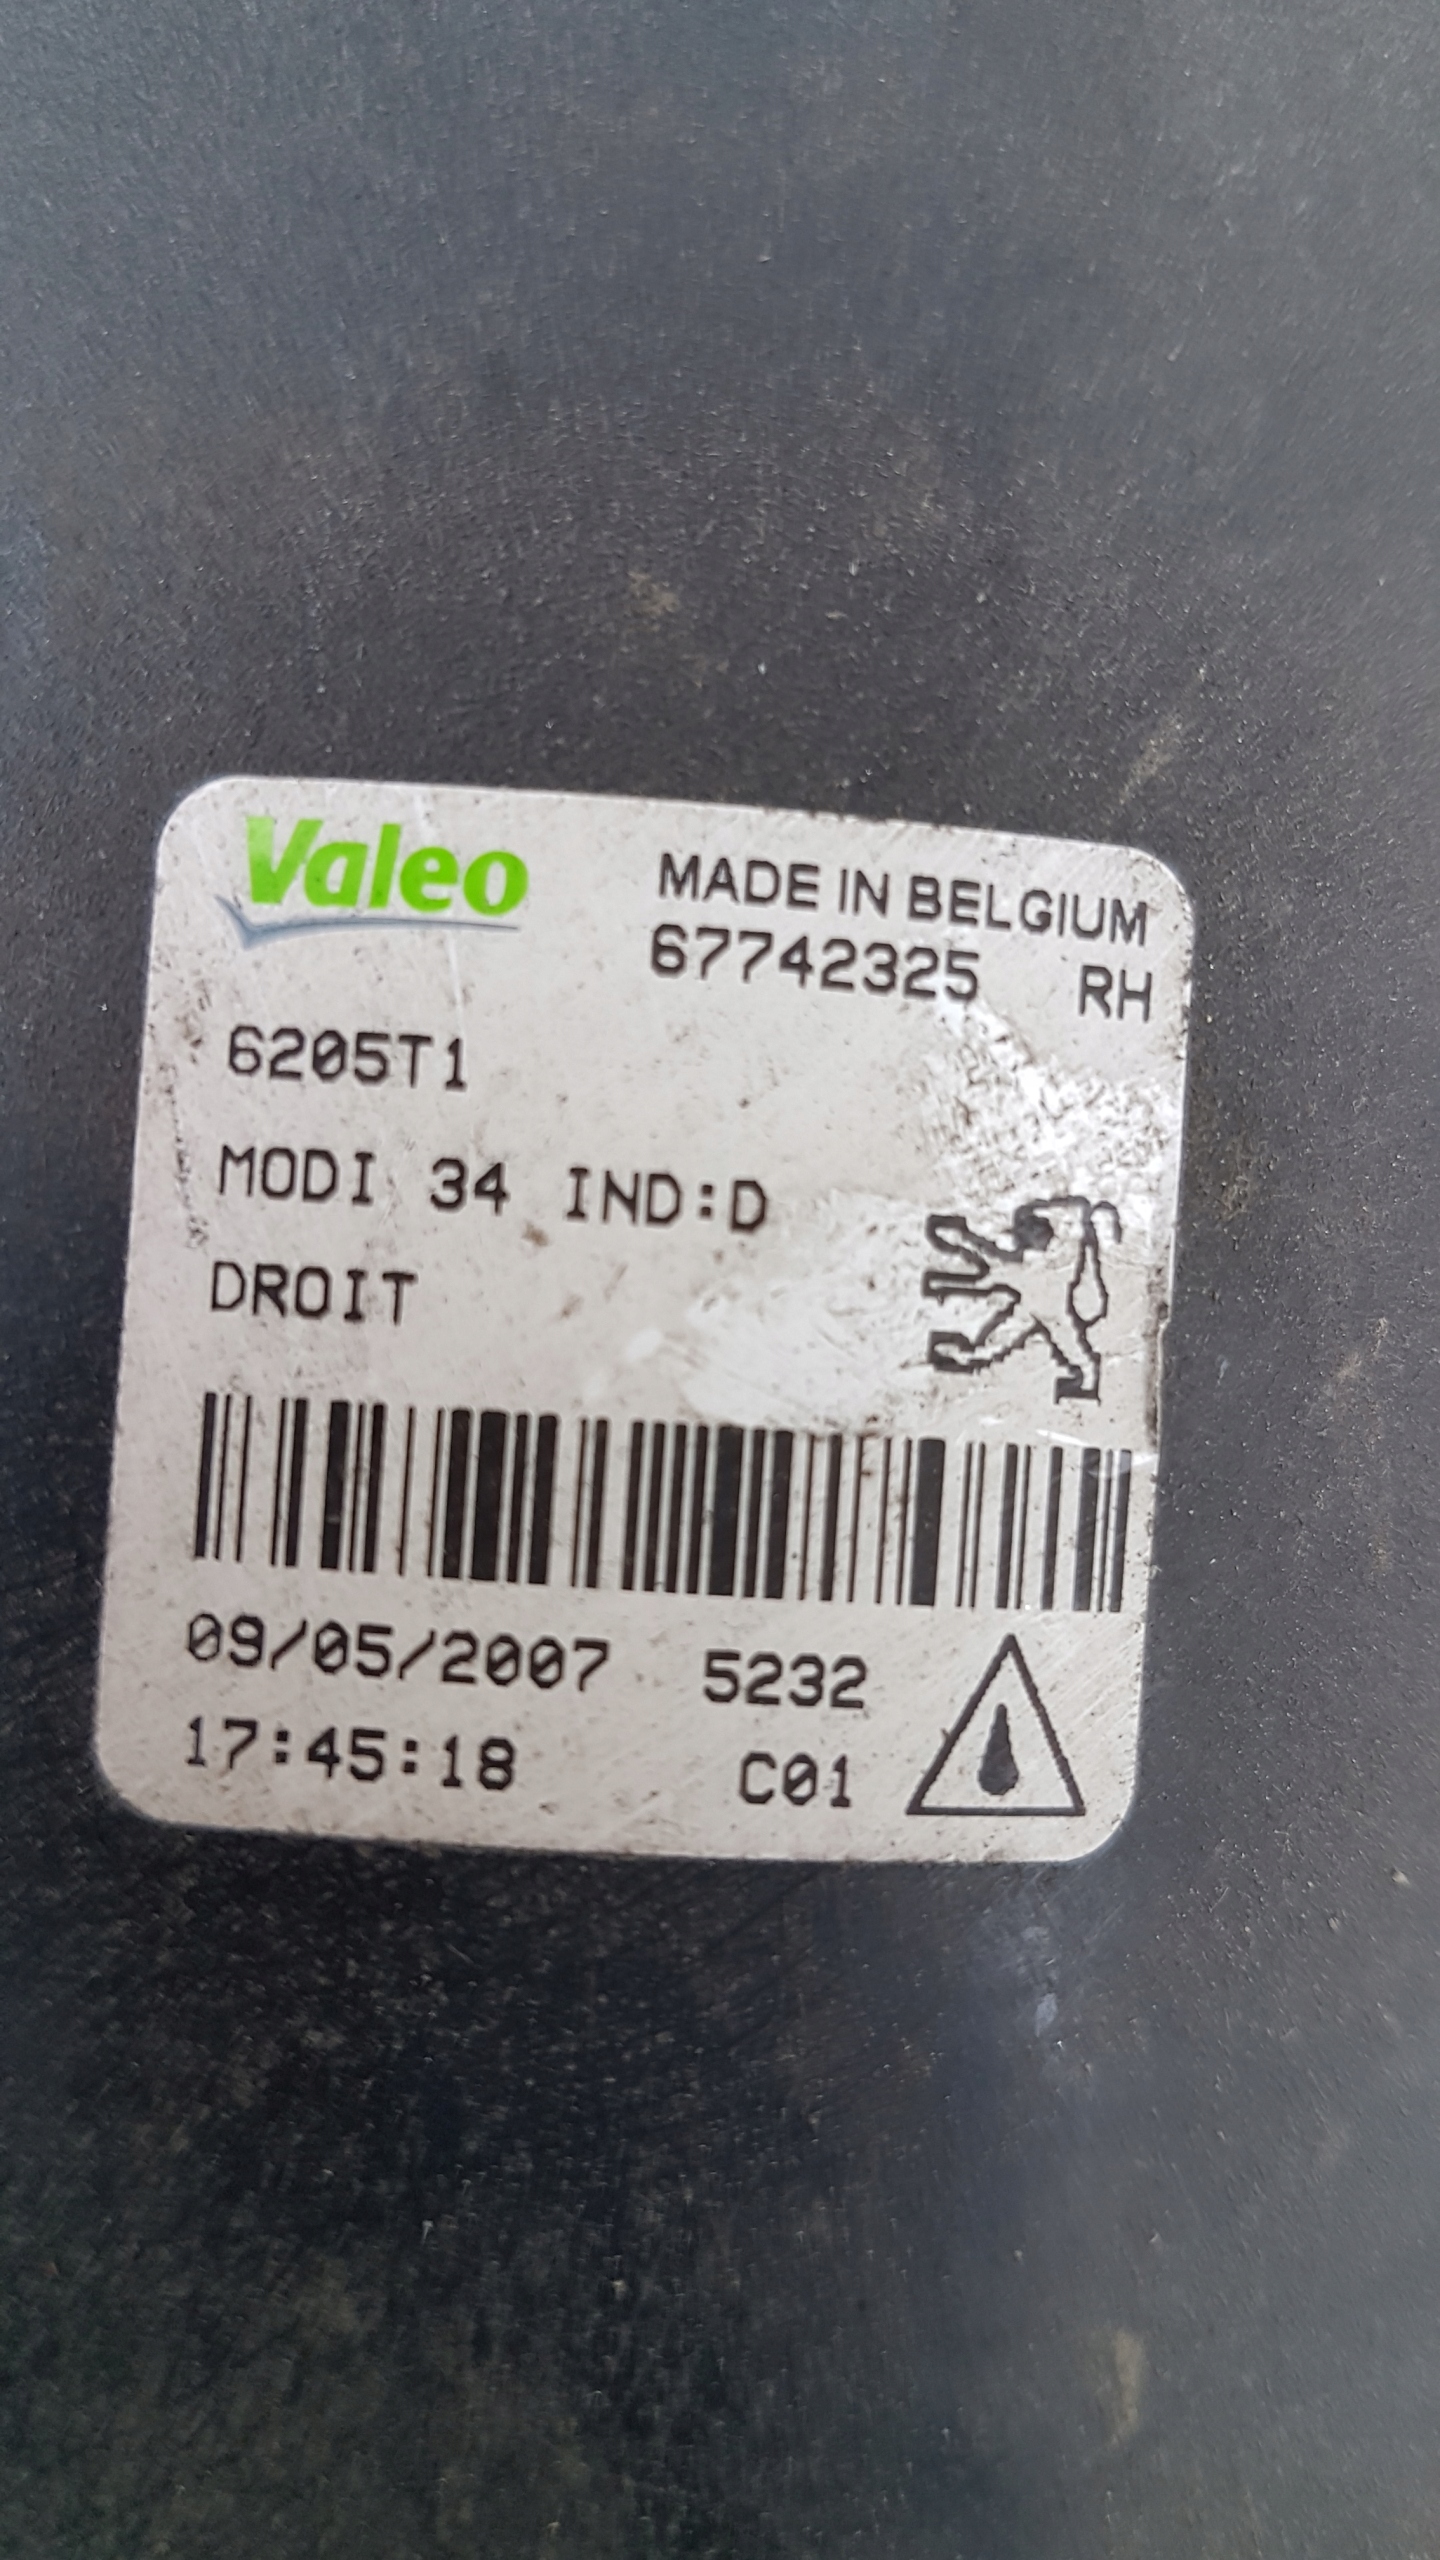 Valeo
MADE IN BELGIUM
67742325 RH
6205T1
MODI 34 IND:D
DROIT
09/05/2007 5232
17:45:18 C01